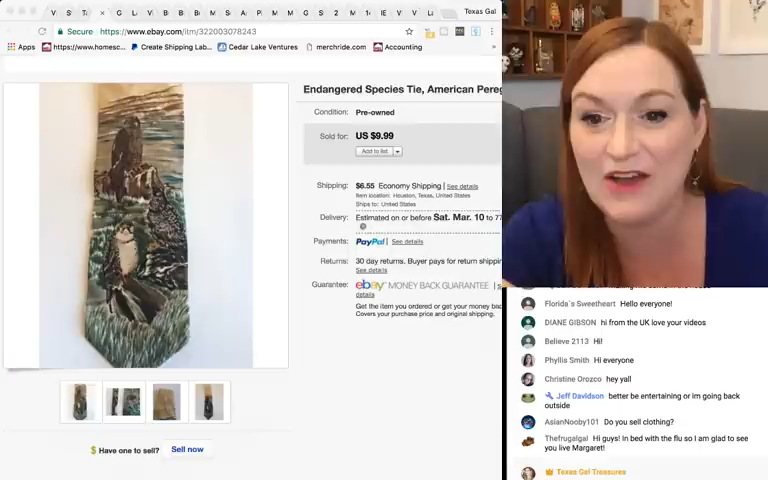 V S T × G L V P B M M G S 2 M 14 IE V V Li Texas Gal
Secure https://www.ebay.com/itm/322003078243
Apps https://www.homesc... Create Shipping Lab... Cedar Lake Ventures merchride.com Accounting
Endangered Species Tie, American Pereg
Condition: Pre-owned
Sold for: US $9.99
Add to list
Shipping: $6.55 Economy Shipping | See details
Item location: Houston, Texas, United States
Ships to: United States
Delivery: Estimated on or before Sat. Mar. 10 to 77
Payments: PayPal | See details
Returns: 30 day returns. Buyer pays for return shippin
See details
Guarantee: ebay MONEY BACK GUARANTEE |
details
Get the item you ordered or get your money bac
Covers your purchase price and original shipping.
$ Have one to sell? Sell now
Florida's Sweetheart Hello everyone!
DIANE GIBSON hi from the UK love your videos
Believe 2113 Hi!
Phyllis Smith Hi everyone
Christine Orozco hey yall
Jeff Davidson better be entertaining or im going back
outside
AsianNooby101 Do you sell clothing?
Thefrugalgal Hi guys! In bed with the flu so I am glad to see
you live Margaret!
Texas Gal Treasures